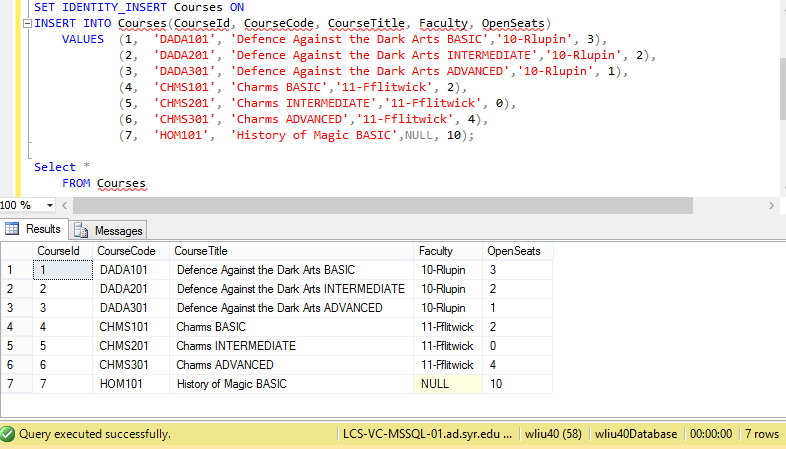 SET IDENTITY_INSERT Courses ON
INSERT INTO Courses(CourseId, CourseCode, CourseTitle, Faculty, OpenSeats)
VALUES (1, 'DADA101', 'Defence Against the Dark Arts BASIC','10-Rlupin', 3),
(2, 'DADA201', 'Defence Against the Dark Arts INTERMEDIATE','10-Rlupin', 2),
(3, 'DADA301', 'Defence Against the Dark Arts ADVANCED','10-Rlupin', 1),
(4, 'CHMS101', 'Charms BASIC','11-Fflitwick', 2),
(5, 'CHMS201', 'Charms INTERMEDIATE','11-Fflitwick', 0),
(6, 'CHMS301', 'Charms ADVANCED','11-Fflitwick', 4),
(7, 'HOM101', 'History of Magic BASIC',NULL, 10);
Select *
FROM Courses
100 %
Results Messages
CourseId CourseCode CourseTitle Faculty OpenSeats
1 1 DADA101 Defence Against the Dark Arts BASIC 10-Rlupin 3
2 2 DADA201 Defence Against the Dark Arts INTERMEDIATE 10-Rlupin 2
3 3 DADA301 Defence Against the Dark Arts ADVANCED 10-Rlupin 1
4 4 CHMS101 Charms BASIC 11-Fflitwick 2
5 5 CHMS201 Charms INTERMEDIATE 11-Fflitwick 0
6 6 CHMS301 Charms ADVANCED 11-Fflitwick 4
7 7 HOM101 History of Magic BASIC NULL 10
Query executed successfully. LCS-VC-MSSQL-01.ad.syr.edu ... wliu40 (58) wliu40Database 00:00:00 7 rows